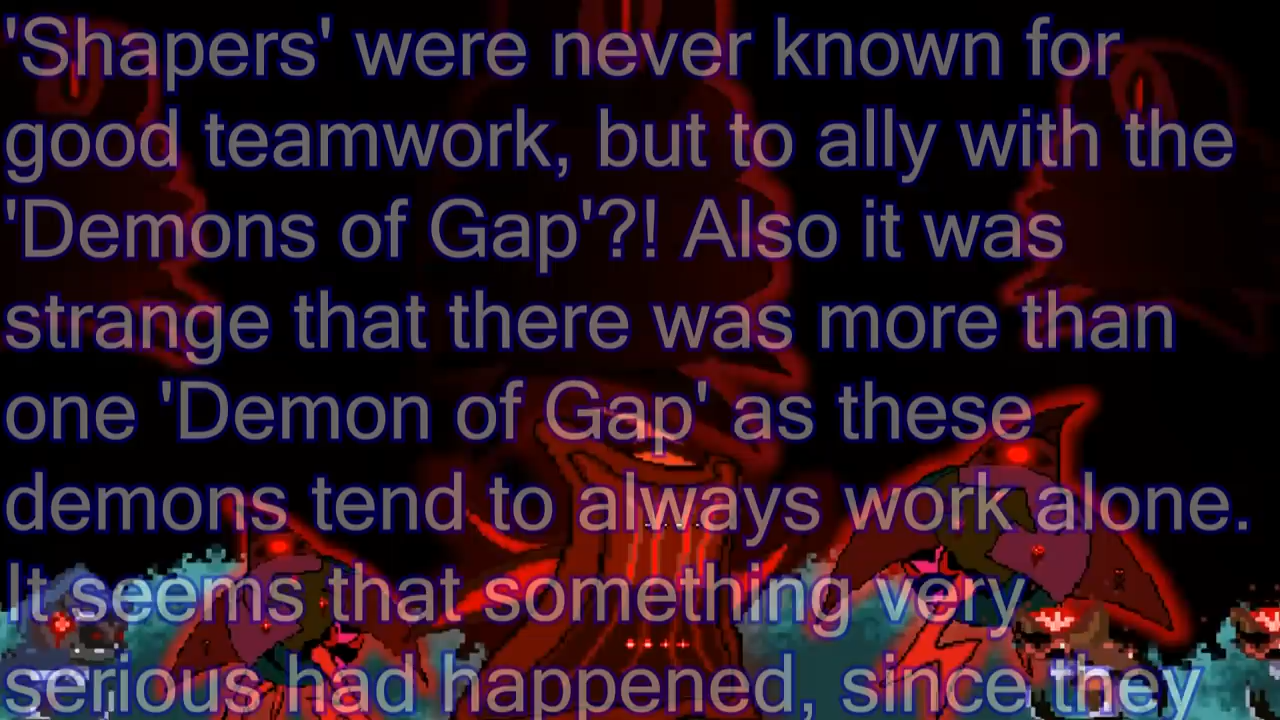 'Shapers' were never known for
good teamwork, but to ally with the
'Demons of Gap'?! Also it was
strange that there was more than
one 'Demon of Gap' as these
demons tend to always work alone.
It seems that something very
serious had happened, since they